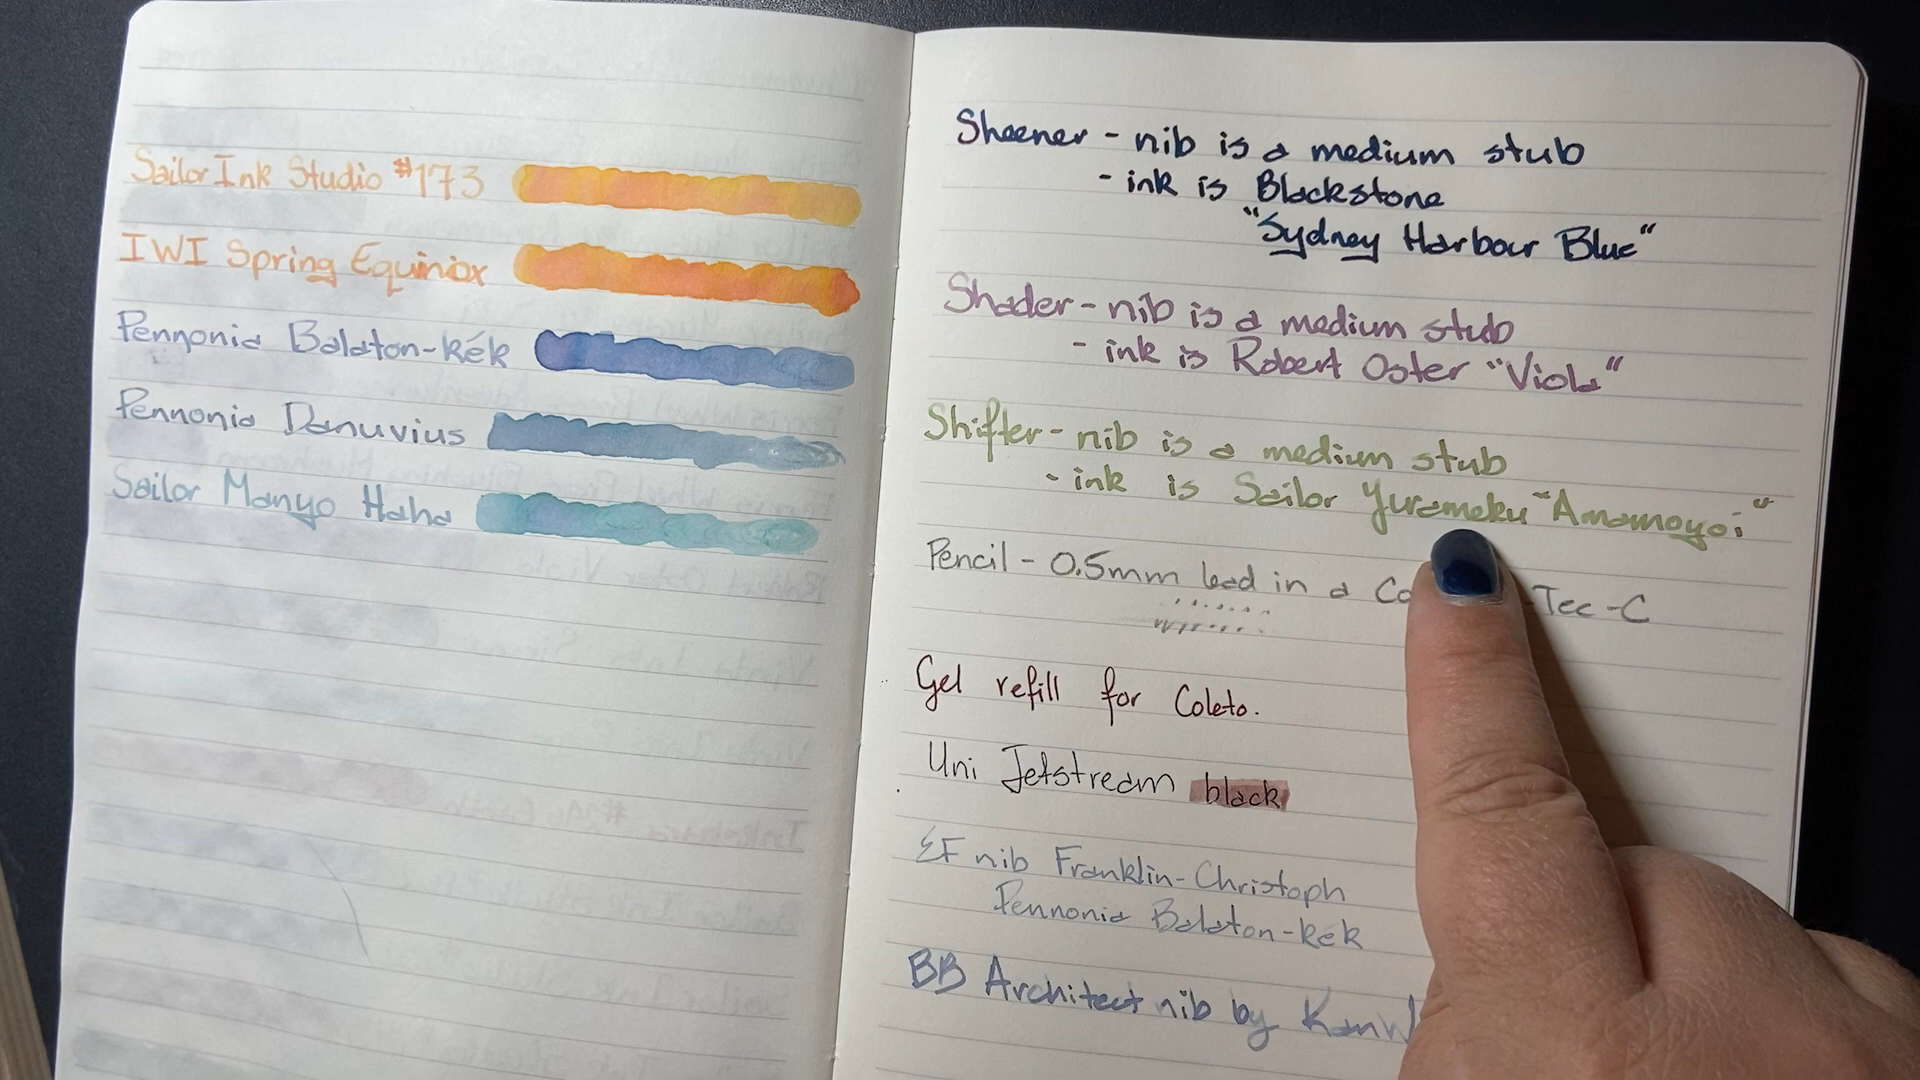 Sailor Ink Studio #173
IWI Spring Equinox
Pennonia Balaton-kék
Pennonia Danuvius
Sailor Manyo Haha
Sheener - nib is a medium stub
- ink is Blackstone
"Sydney Harbour Blue"
Shader - nib is a medium stub
- ink is Robert Oster "Viola"
Shifter - nib is a medium stub
- ink is Sailor Yurameku "Amamoyoi"
Pencil - 0.5mm lead in a Tec-C
Gel refill for Coleto.
Uni Jetstream black
EF nib Franklin-Christoph
Pennonia Balaton-kék
BB Architect nib by